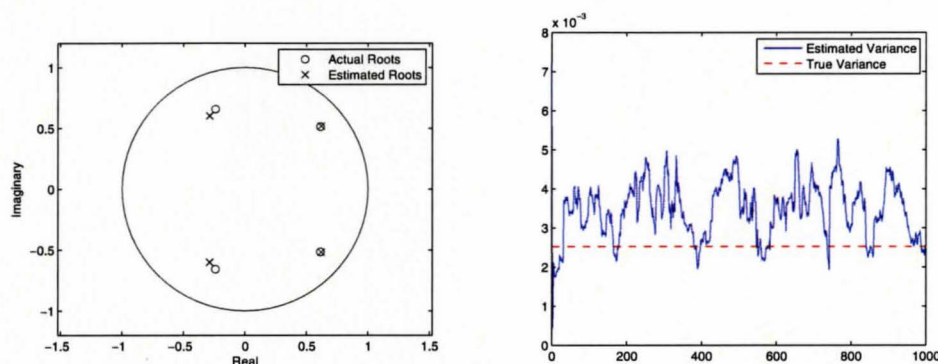 Actual Roots
Estimated Roots
1
0.5
0
−0.5
−1
Imaginary
−1.5 −1 −0.5 0 0.5 1 1.5
Real
x 10⁻³
8
7
6
5
4
3
2
1
0
Estimated Variance
True Variance
0 200 400 600 800 1000